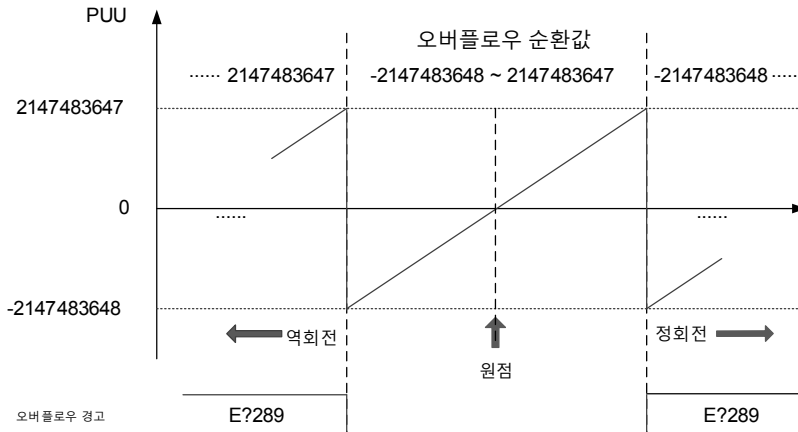 PUU
오버플로우 순환값
...... 2147483647 -2147483648 ~ 2147483647 -2147483648 ......
2147483647
0
...... ......
-2147483648
역회전 정회전
원점
오버플로우 경고 E?289 E?289